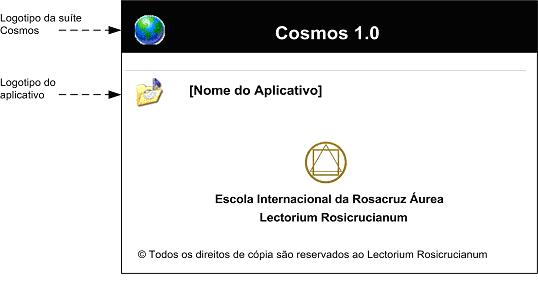 Logotipo da suíte
Cosmos
Cosmos 1.0
Logotipo do
aplicativo
[Nome do Aplicativo]
Escola Internacional da Rosacruz Áurea
Lectorium Rosicrucianum
© Todos os direitos de cópia são reservados ao Lectorium Rosicrucianum